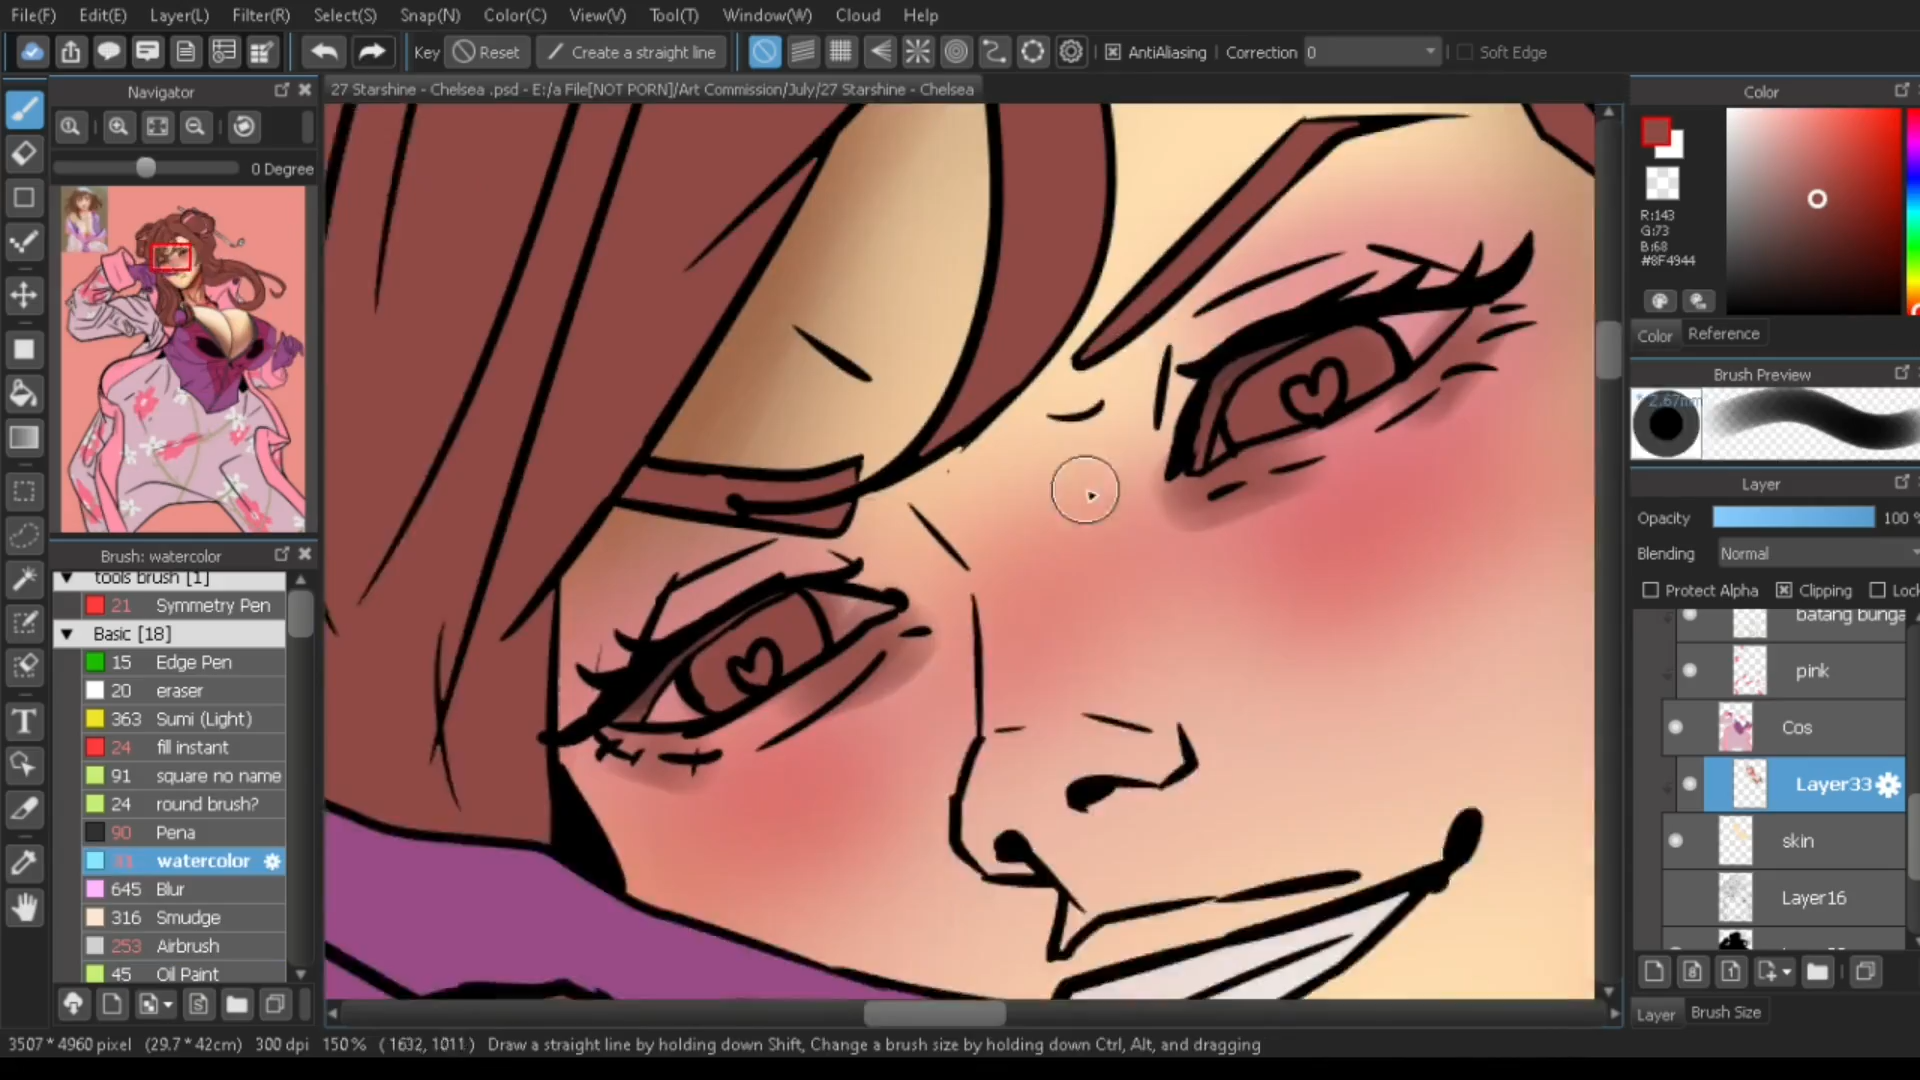 File(F) Edit(E) Layer(L) Filter(R) Select(S) Snap(N) Color(C) View(V) Tool(T) Window(W) Cloud Help
Key Reset Create a straight line AntiAliasing Correction 0 Soft Edge
Navigator
27 Starshine - Chelsea .psd - E:/a File[NOT PORN]/Art Commission/July/27 Starshine - Chelsea
Color
0 Degree
R:143
G:73
B:68
#8F4944
Color Reference
Brush Preview
* 2.67mm
Layer
Opacity 100 %
Blending Normal
Protect Alpha Clipping Lock
batang bunga
pink
Cos
Layer33
skin
Layer16
Layer Brush Size
Brush: watercolor
tools brush [1]
21 Symmetry Pen
Basic [18]
15 Edge Pen
20 eraser
363 Sumi (Light)
24 fill instant
91 square no name
24 round brush?
90 Pena
watercolor
645 Blur
316 Smudge
253 Airbrush
45 Oil Paint
3507 * 4960 pixel (29.7 * 42cm) 300 dpi 150 % ( 1632, 1011 ) Draw a straight line by holding down Shift, Change a brush size by holding down Ctrl, Alt, and dragging